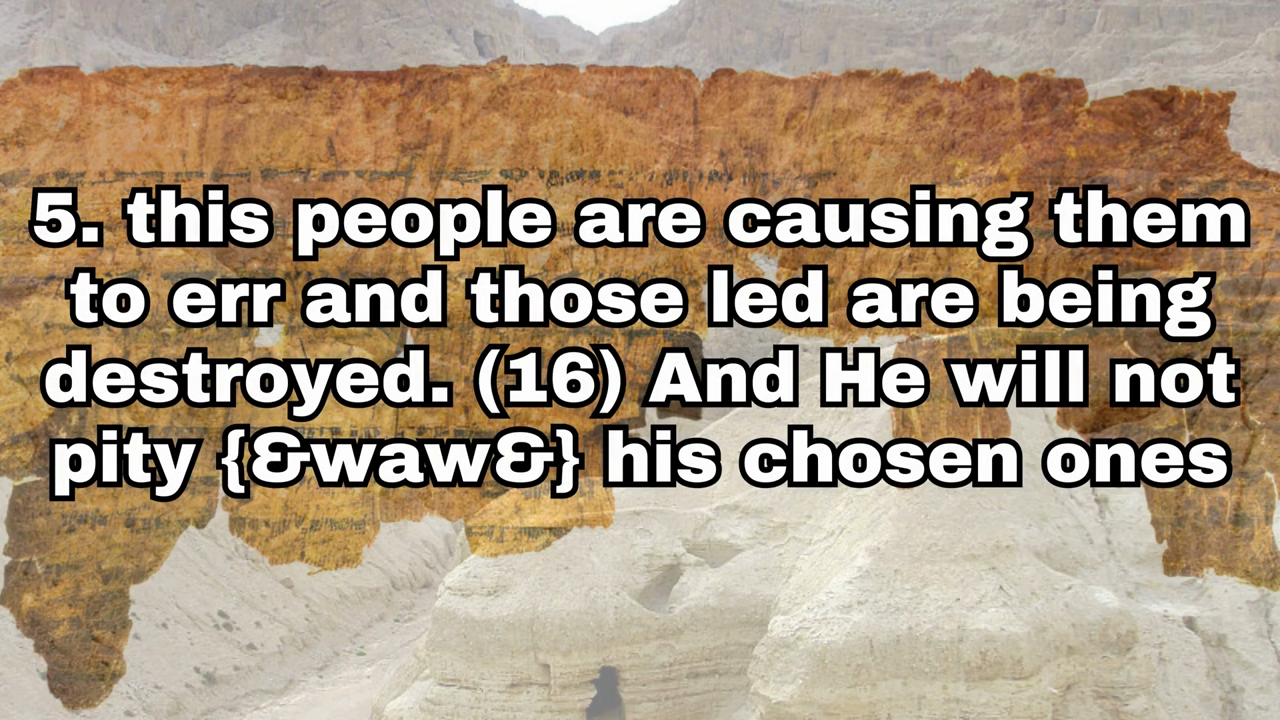 5. this people are causing them
to err and those led are being
destroyed. (16) And He will not
pity {&waw&} his chosen ones